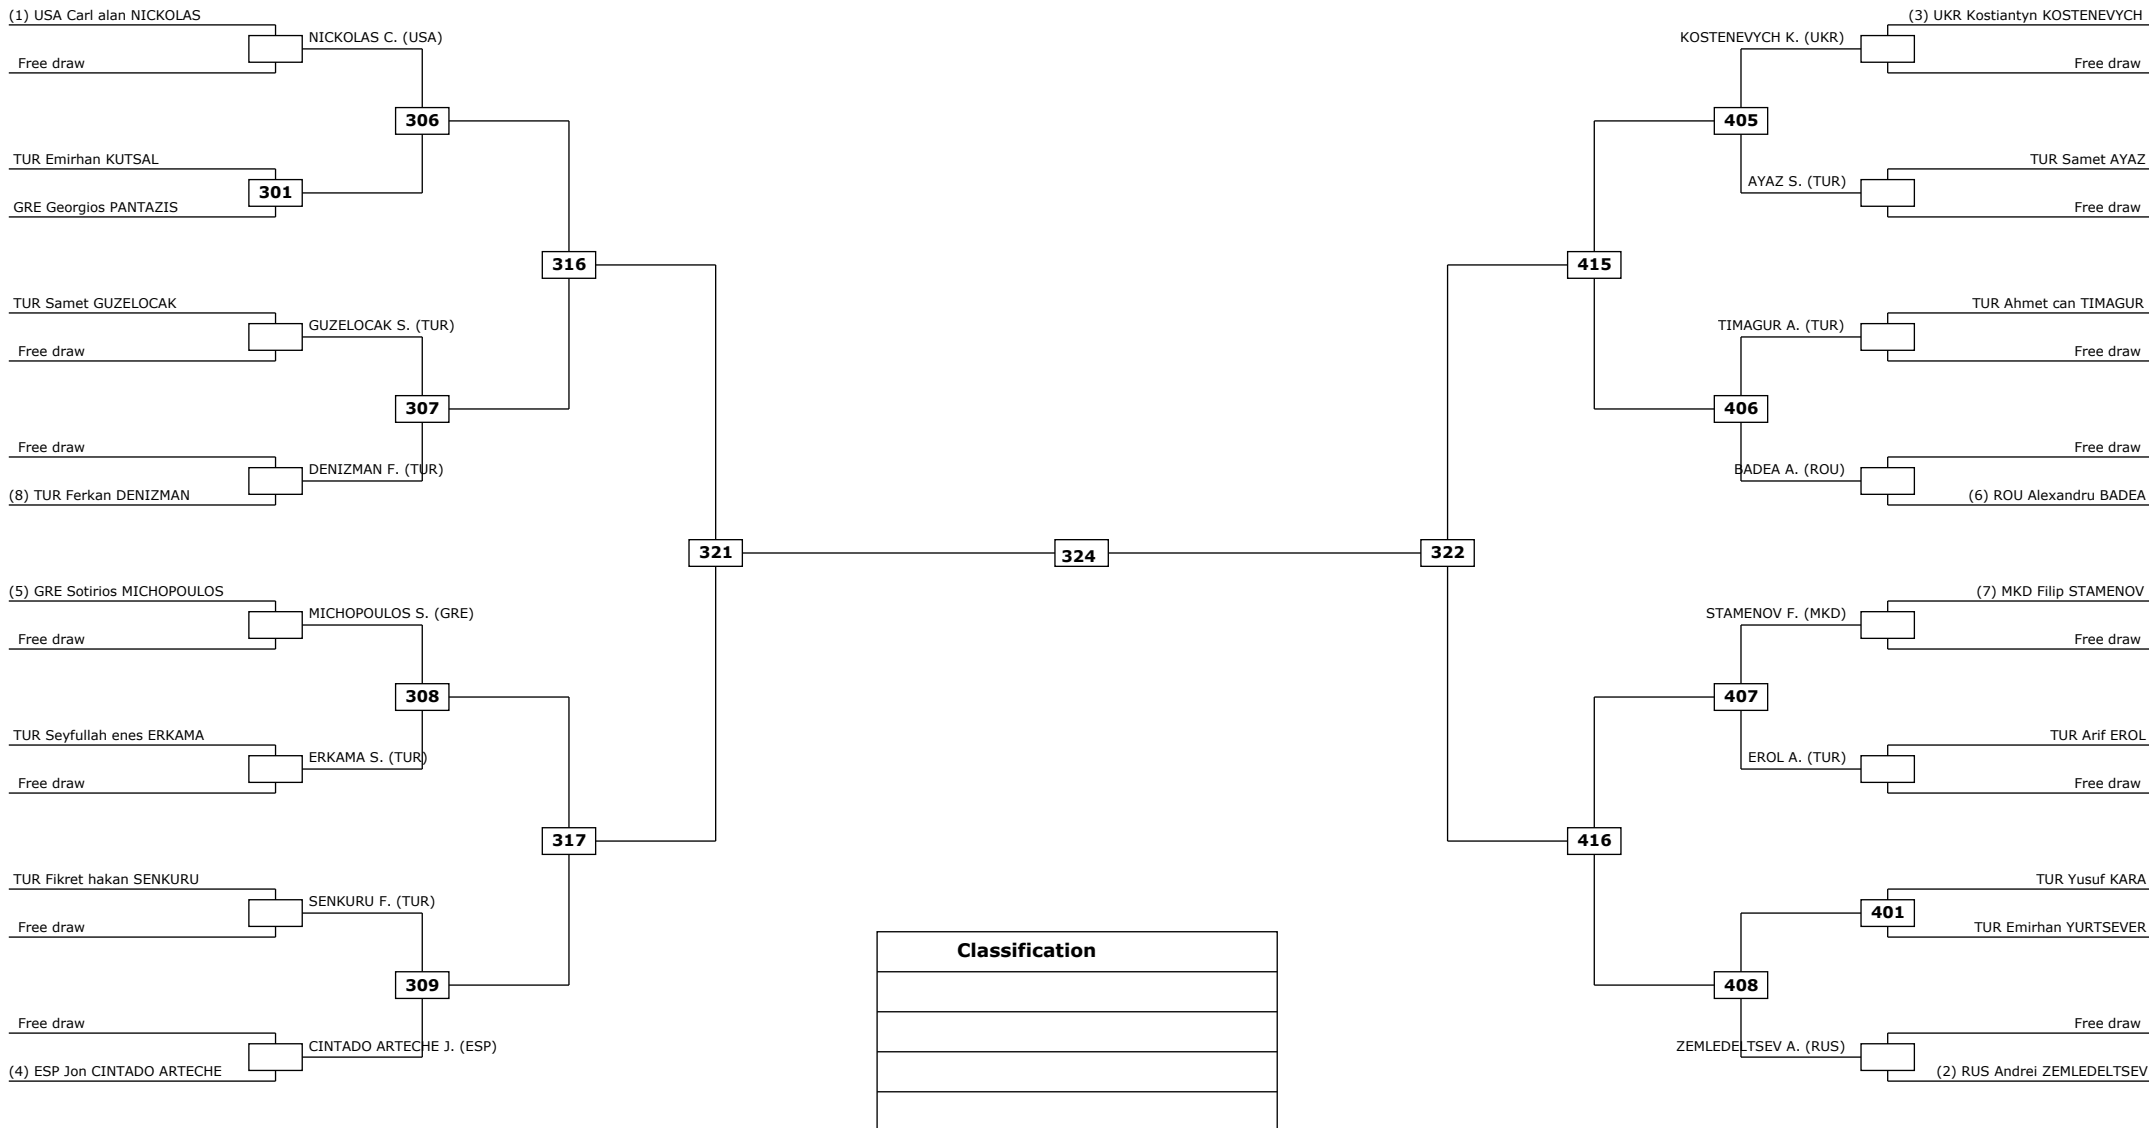 (1) USA Carl alan NICKOLAS
NICKOLAS C. (USA)
Free draw
306
TUR Emirhan KUTSAL
301
GRE Georgios PANTAZIS
316
TUR Samet GUZELOCAK
GUZELOCAK S. (TUR)
Free draw
307
Free draw
DENIZMAN F. (TUR)
(8) TUR Ferkan DENIZMAN
321
(5) GRE Sotirios MICHOPOULOS
MICHOPOULOS S. (GRE)
Free draw
308
TUR Seyfullah enes ERKAMA
ERKAMA S. (TUR)
Free draw
317
TUR Fikret hakan SENKURU
SENKURU F. (TUR)
Free draw
309
Free draw
CINTADO ARTECHE J. (ESP)
(4) ESP Jon CINTADO ARTECHE
324
(3) UKR Kostiantyn KOSTENEVYCH
KOSTENEVYCH K. (UKR)
Free draw
405
TUR Samet AYAZ
AYAZ S. (TUR)
Free draw
415
TUR Ahmet can TIMAGUR
TIMAGUR A. (TUR)
Free draw
406
Free draw
BADEA A. (ROU)
(6) ROU Alexandru BADEA
322
(7) MKD Filip STAMENOV
STAMENOV F. (MKD)
Free draw
407
TUR Arif EROL
EROL A. (TUR)
Free draw
416
TUR Yusuf KARA
401
TUR Emirhan YURTSEVER
408
Free draw
ZEMLEDELTSEV A. (RUS)
(2) RUS Andrei ZEMLEDELTSEV
Classification